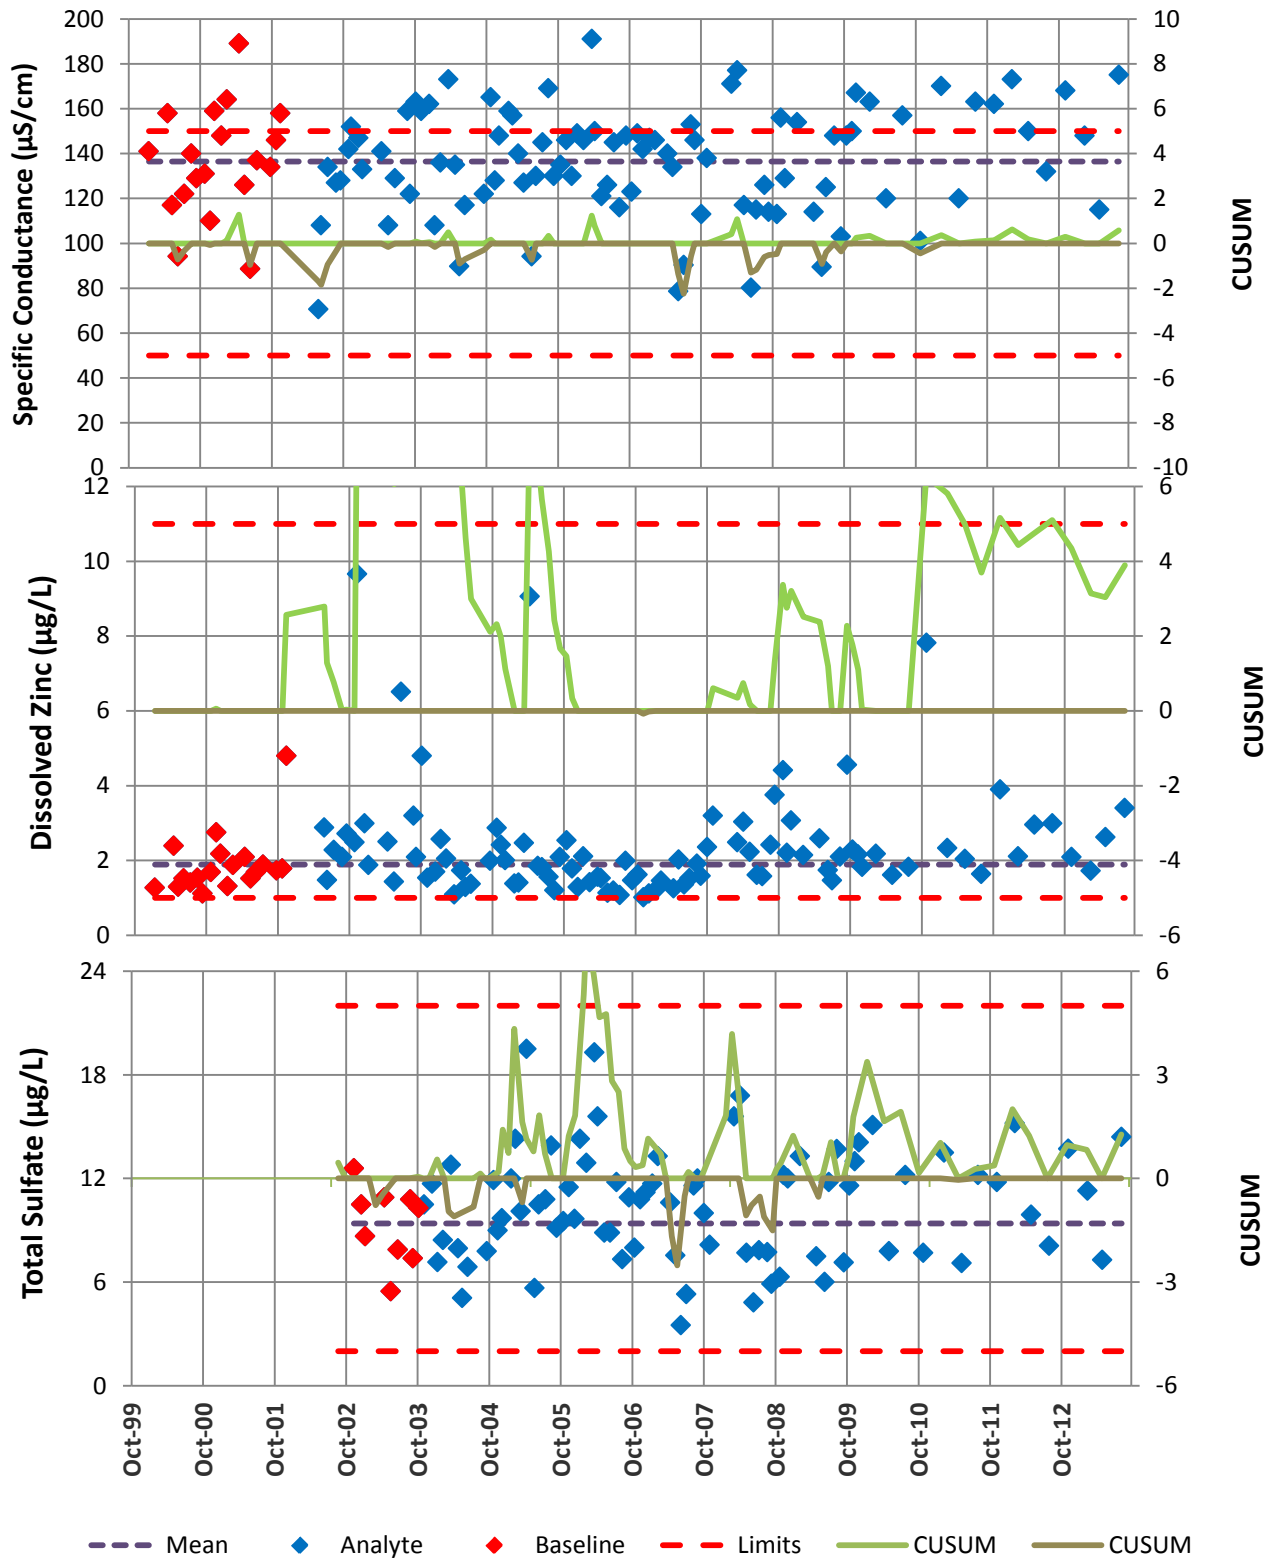 Specific Conductance (µS/cm)
200
180
160
140
120
100
80
60
40
20
0
10
8
6
4
2
0
-2
-4
-6
-8
-10
CUSUM
Dissolved Zinc (µg/L)
12
10
8
6
4
2
0
6
4
2
0
-2
-4
-6
CUSUM
Total Sulfate (µg/L)
24
18
12
6
0
6
3
0
-3
-6
CUSUM
Oct-99
Oct-00
Oct-01
Oct-02
Oct-03
Oct-04
Oct-05
Oct-06
Oct-07
Oct-08
Oct-09
Oct-10
Oct-11
Oct-12
Mean Analyte Baseline Limits CUSUM CUSUM